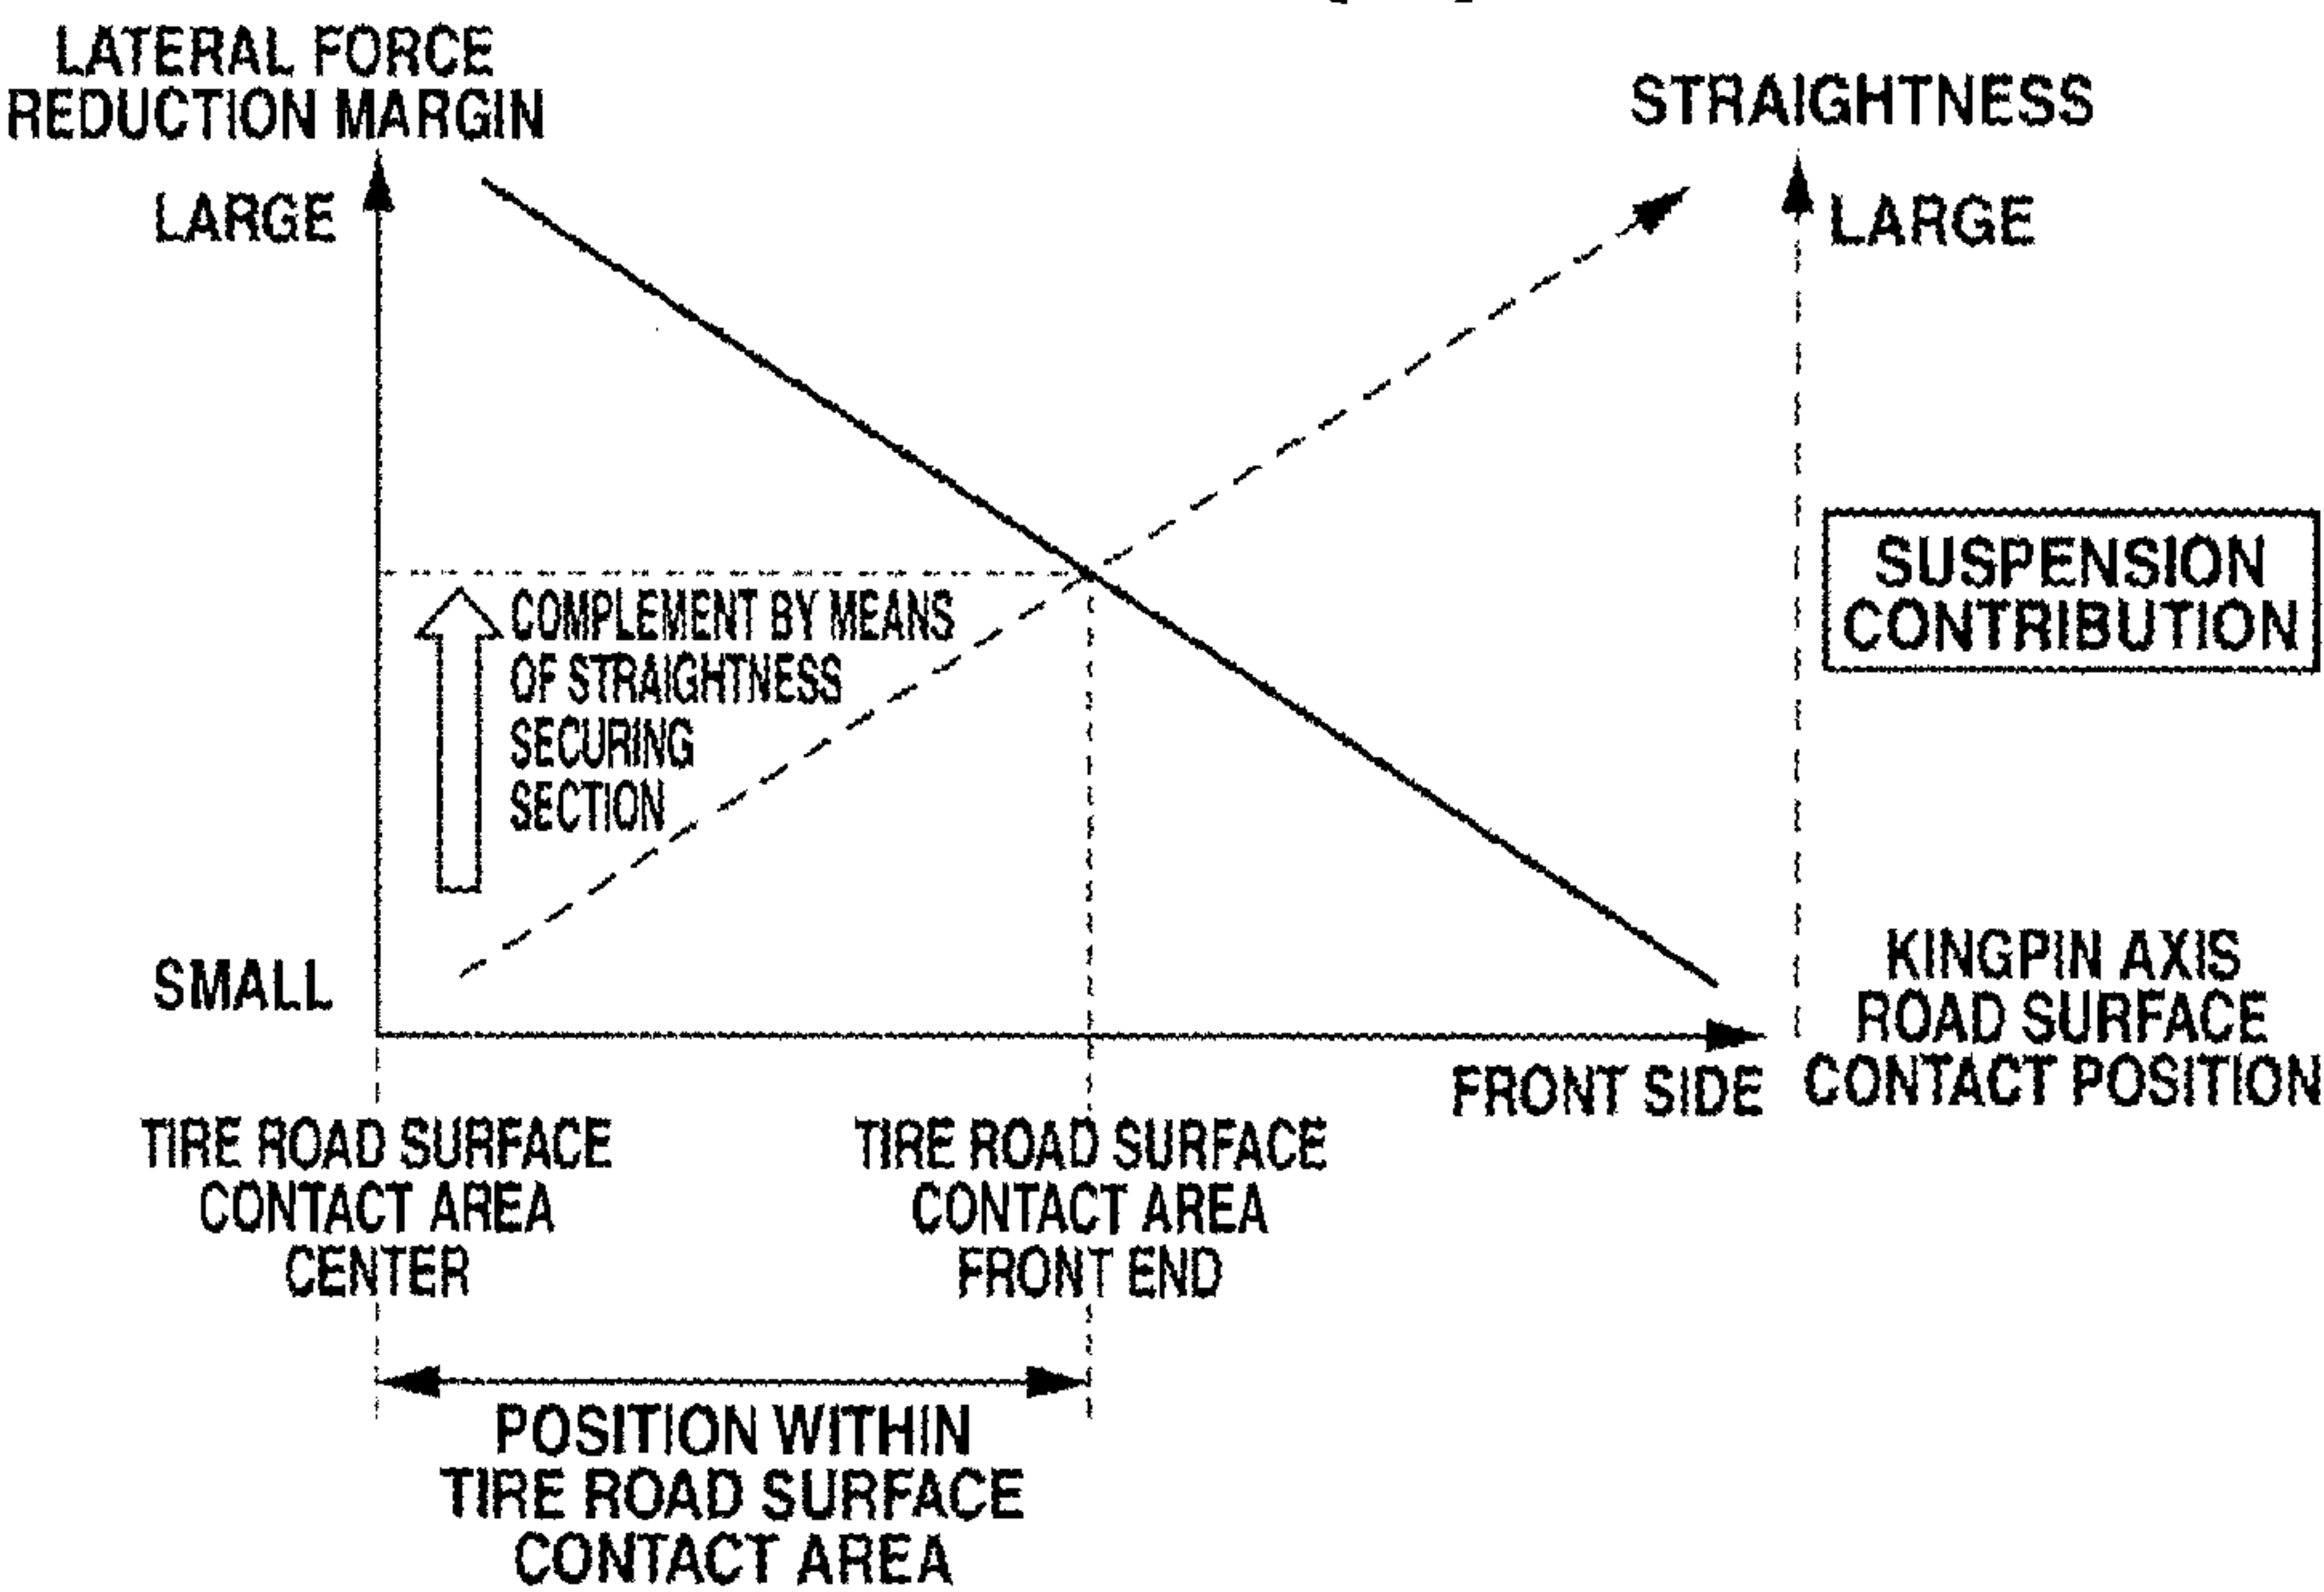 LATERAL FORCE
REDUCTION MARGIN
LARGE
STRAIGHTNESS
LARGE
SUSPENSION
CONTRIBUTION
COMPLEMENT BY MEANS
OF STRAIGHTNESS
SECURING
SECTION
SMALL
KINGPIN AXIS
ROAD SURFACE
CONTACT POSITION
FRONT SIDE
TIRE ROAD SURFACE
CONTACT AREA
CENTER
TIRE ROAD SURFACE
CONTACT AREA
FRONT END
POSITION WITHIN
TIRE ROAD SURFACE
CONTACT AREA